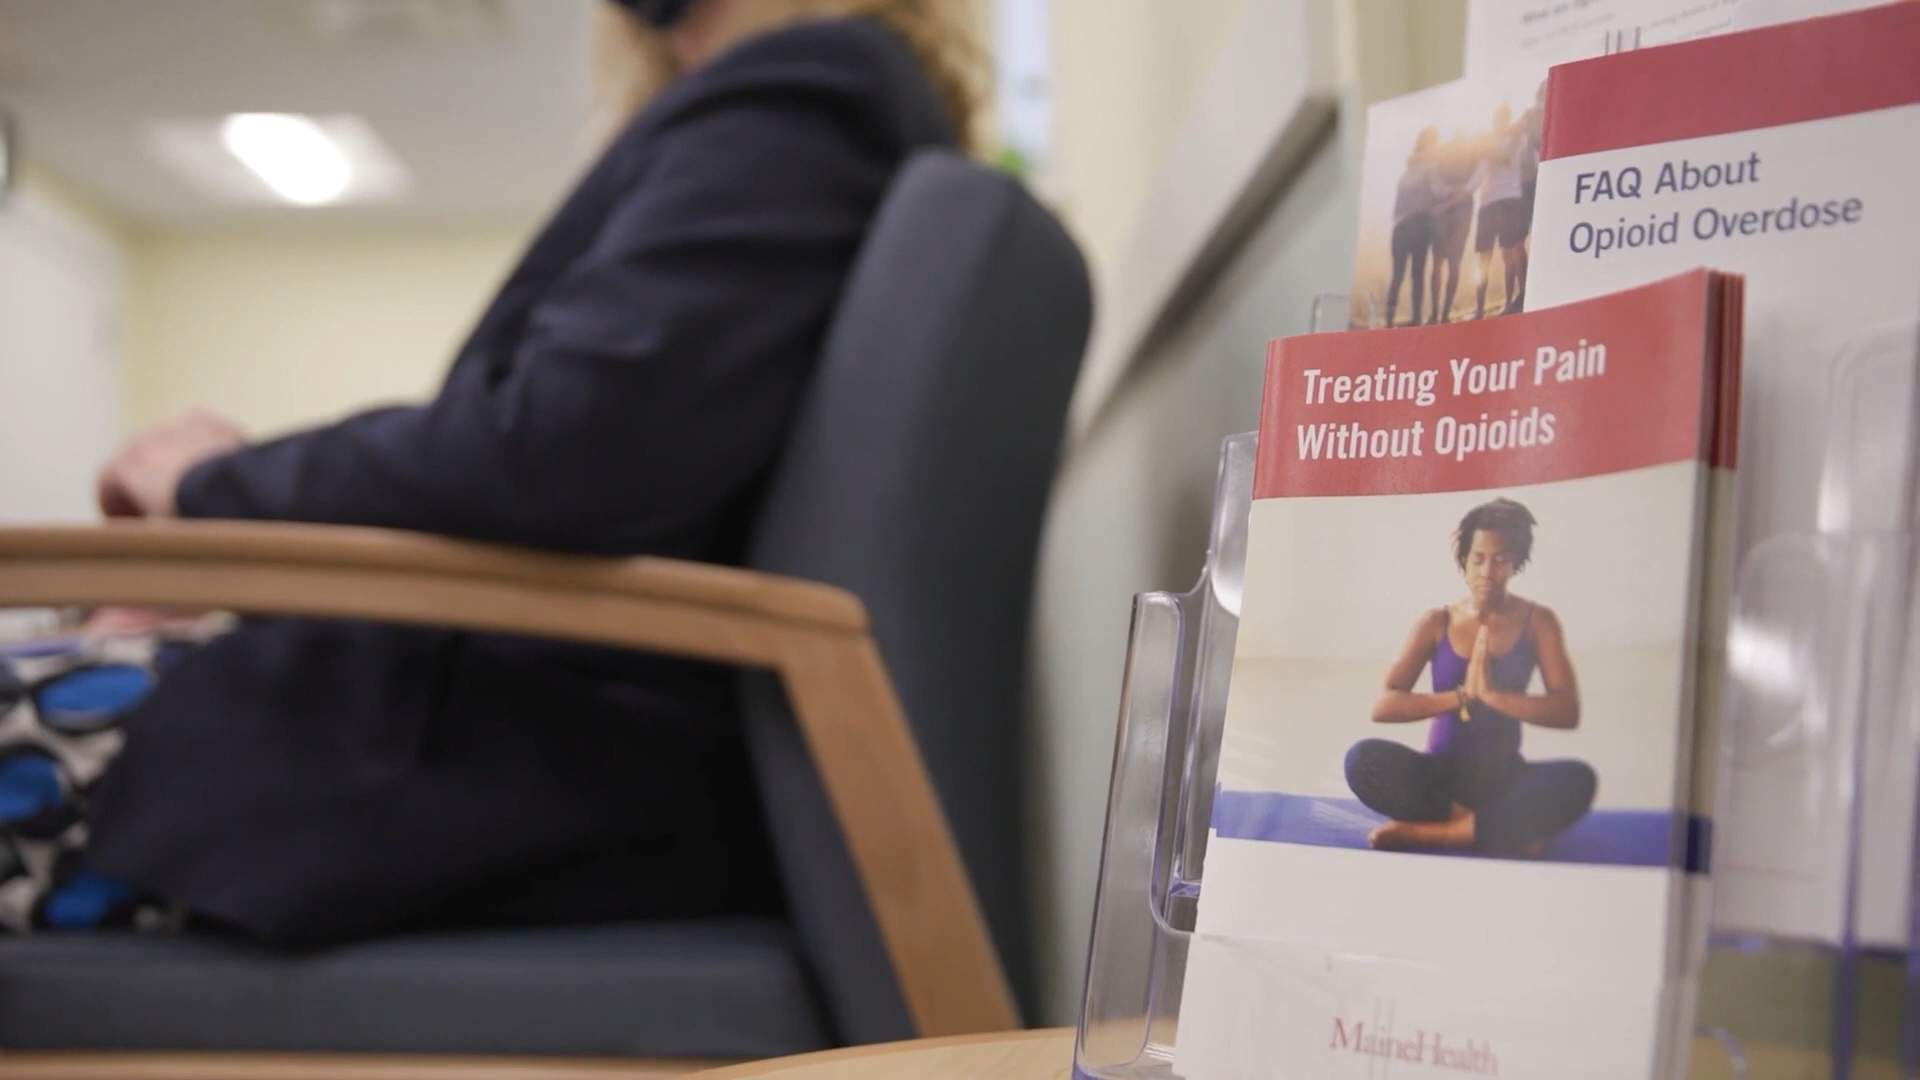 FAQ About
Opioid Overdose
Treating Your Pain
Without Opioids
MaineHealth